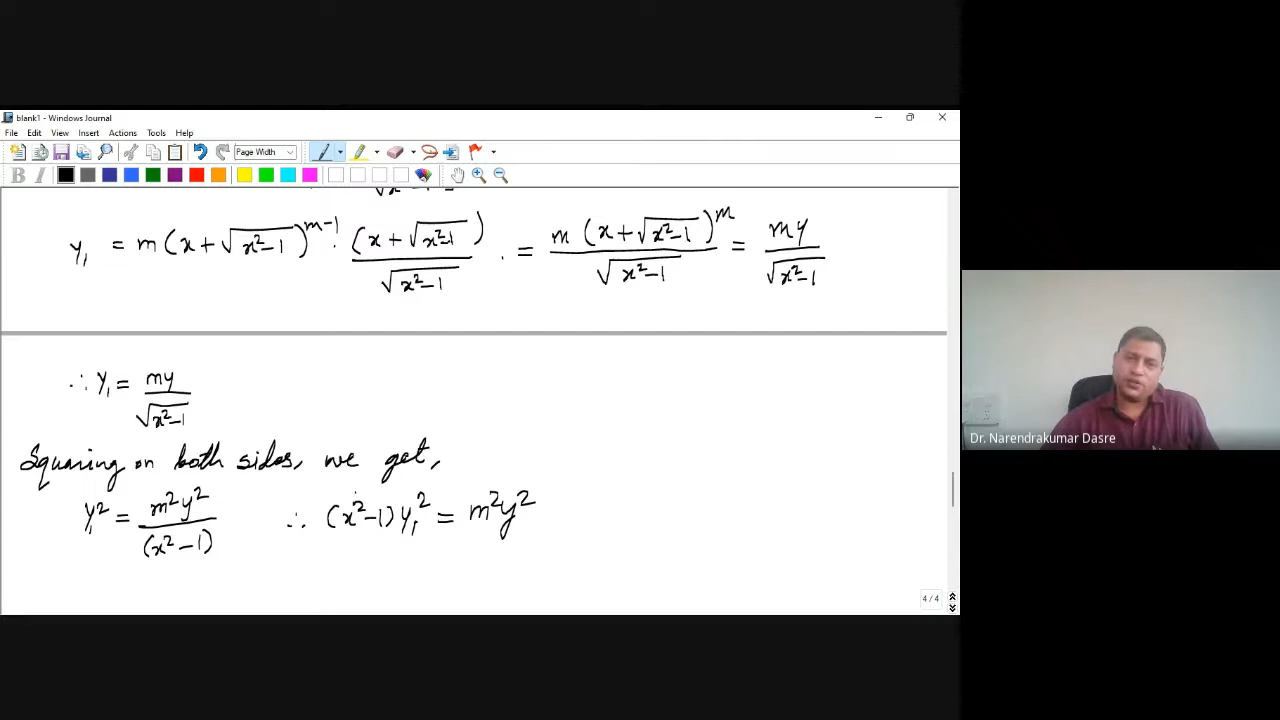 blank1 - Windows Journal
File Edit View Insert Actions Tools Help
Page Width
B I
y₁ = m(x+√(x²-1))^(m-1) · (x+√(x²-1))/√(x²-1) . = m(x+√(x²-1))^m/√(x²-1) = my/√(x²-1)
∴ y₁ = my/√(x²-1)
Squaring on both sides, we get,
y₁² = m²y²/(x²-1) ∴ (x²-1)y₁² = m²y²
4 / 4
Dr. Narendrakumar Dasre